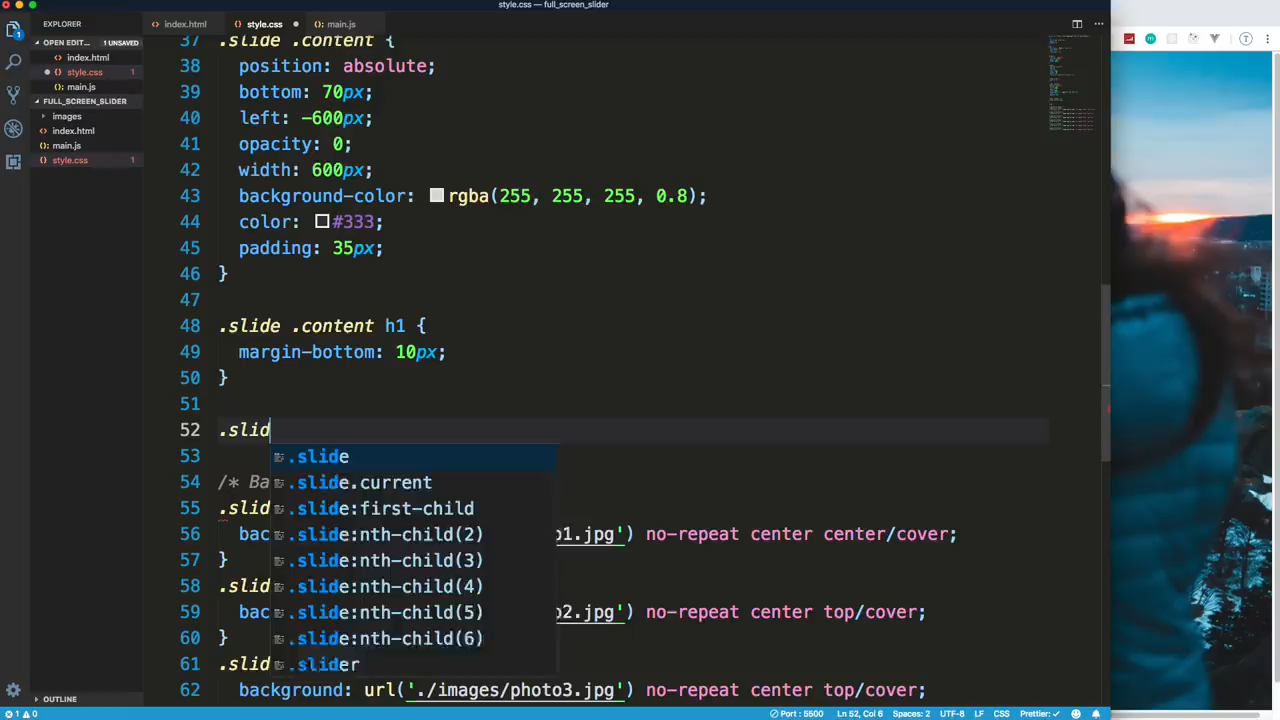 style.css — full_screen_slider
EXPLORER
index.html
style.css
main.js
OPEN EDIT... 1 UNSAVED
index.html
style.css 1
main.js
FULL_SCREEN_SLIDER
images
index.html
main.js
style.css 1
OUTLINE
37 .slide .content {
38 position: absolute;
39 bottom: 70px;
40 left: -600px;
41 opacity: 0;
42 width: 600px;
43 background-color: rgba(255, 255, 255, 0.8);
44 color: #333;
45 padding: 35px;
46 }
47
48 .slide .content h1 {
49 margin-bottom: 10px;
50 }
51
52 .slid
53 .slide
54 /* Ba .slide.current
55 .slid .slide:first-child
56 bac .slide:nth-child(2) o1.jpg') no-repeat center center/cover;
57 } .slide:nth-child(3)
58 .slid .slide:nth-child(4)
59 bac .slide:nth-child(5) o2.jpg') no-repeat center top/cover;
60 } .slide:nth-child(6)
61 .slid .slider
62 background: url('./images/photo3.jpg') no-repeat center top/cover;
1 0
Port : 5500 Ln 52, Col 6 Spaces: 2 UTF-8 LF CSS Prettier: ✓